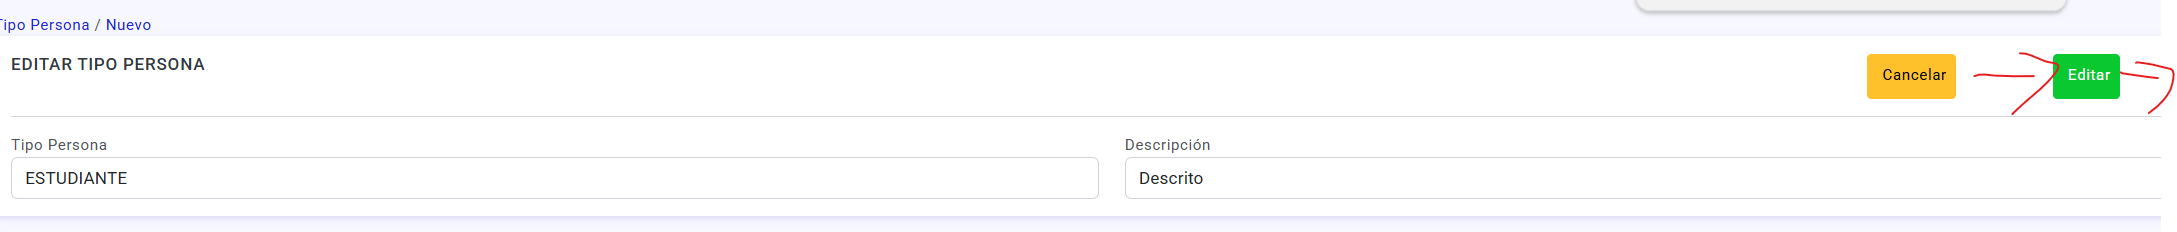 Tipo Persona / Nuevo
EDITAR TIPO PERSONA
Cancelar
Editar
Tipo Persona
Descripción
ESTUDIANTE
Descrito